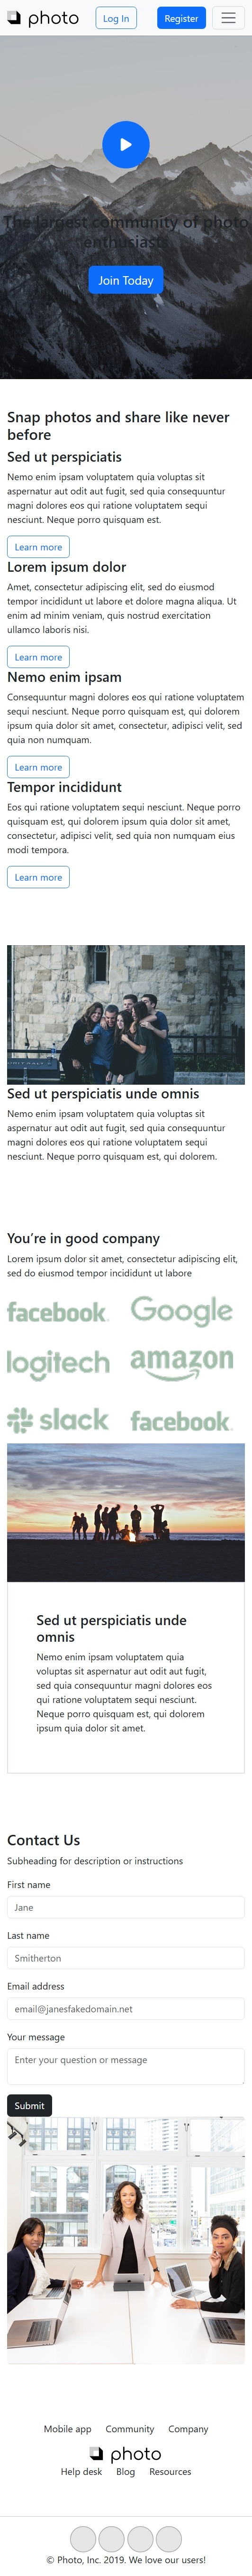 photo Log In Register
The largest community of photo
enthusiasts
Join Today
Snap photos and share like never
before
Sed ut perspiciatis
Nemo enim ipsam voluptatem quia voluptas sit
aspernatur aut odit aut fugit, sed quia consequuntur
magni dolores eos qui ratione voluptatem sequi
nesciunt. Neque porro quisquam est.
Learn more
Lorem ipsum dolor
Amet, consectetur adipiscing elit, sed do eiusmod
tempor incididunt ut labore et dolore magna aliqua. Ut
enim ad minim veniam, quis nostrud exercitation
ullamco laboris nisi.
Learn more
Nemo enim ipsam
Consequuntur magni dolores eos qui ratione voluptatem
sequi nesciunt. Neque porro quisquam est, qui dolorem
ipsum quia dolor sit amet, consectetur, adipisci velit, sed
quia non numquam.
Learn more
Tempor incididunt
Eos qui ratione voluptatem sequi nesciunt. Neque porro
quisquam est, qui dolorem ipsum quia dolor sit amet,
consectetur, adipisci velit, sed quia non numquam eius
modi tempora.
Learn more
Sed ut perspiciatis unde omnis
Nemo enim ipsam voluptatem quia voluptas sit
aspernatur aut odit aut fugit, sed quia consequuntur
magni dolores eos qui ratione voluptatem sequi
nesciunt. Neque porro quisquam est, qui dolorem.
You’re in good company
Lorem ipsum dolor sit amet, consectetur adipiscing elit,
sed do eiusmod tempor incididunt ut labore
facebook Google
logitech amazon
slack facebook
Sed ut perspiciatis unde
omnis
Nemo enim ipsam voluptatem quia
voluptas sit aspernatur aut odit aut fugit,
sed quia consequuntur magni dolores eos
qui ratione voluptatem sequi nesciunt.
Neque porro quisquam est, qui dolorem
ipsum quia dolor sit amet.
Contact Us
Subheading for description or instructions
First name
Jane
Last name
Smitherton
Email address
email@janesfakedomain.net
Your message
Enter your question or message
Submit
Mobile app Community Company
photo
Help desk Blog Resources
© Photo, Inc. 2019. We love our users!